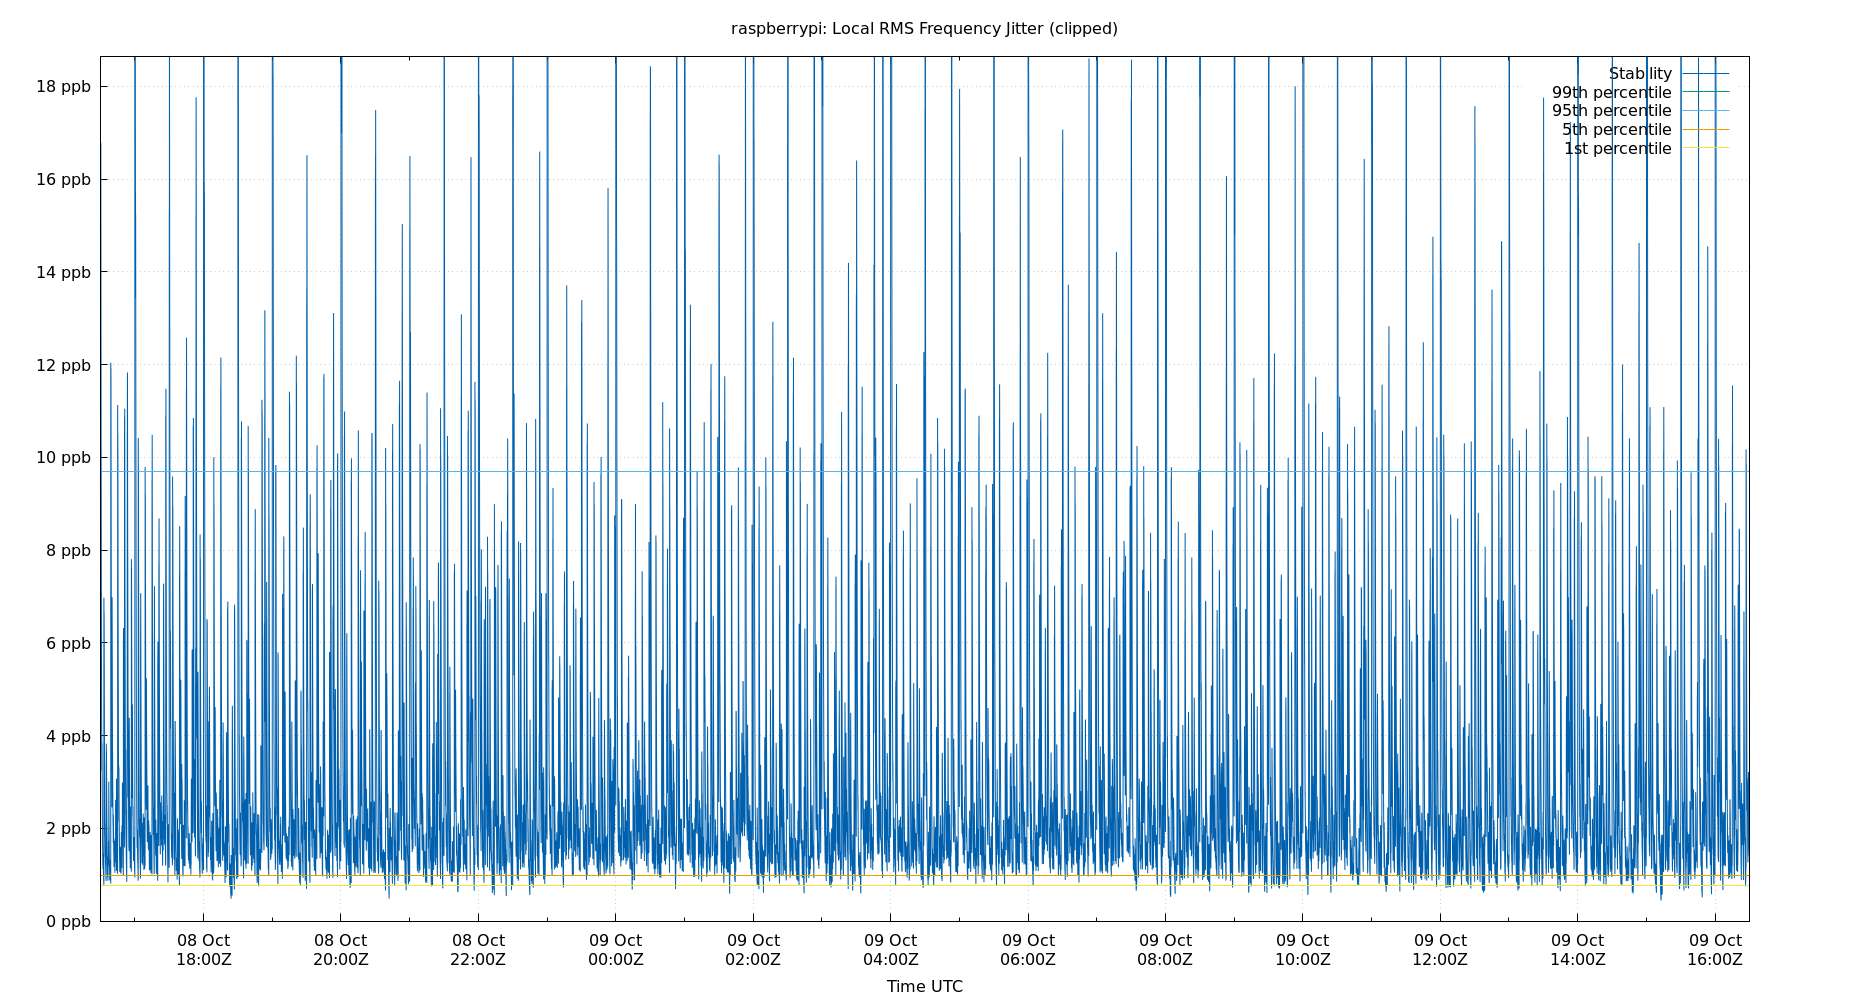 raspberrypi: Local RMS Frequency Jitter (clipped)
18 ppb
16 ppb
14 ppb
12 ppb
10 ppb
8 ppb
6 ppb
4 ppb
2 ppb
0 ppb
Stability
99th percentile
95th percentile
5th percentile
1st percentile
08 Oct
18:00Z
08 Oct
20:00Z
08 Oct
22:00Z
09 Oct
00:00Z
09 Oct
02:00Z
09 Oct
04:00Z
09 Oct
06:00Z
09 Oct
08:00Z
09 Oct
10:00Z
09 Oct
12:00Z
09 Oct
14:00Z
09 Oct
16:00Z
Time UTC